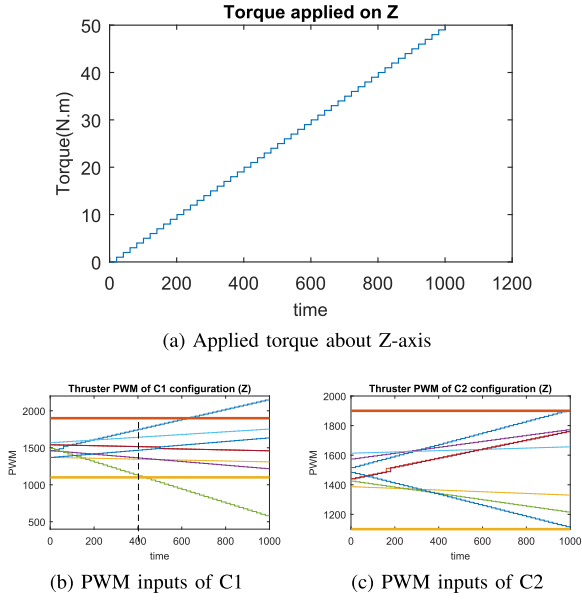 Torque applied on Z
50
40
30
20
10
0
Torque(N.m)
0 200 400 600 800 1000 1200
time
(a) Applied torque about Z-axis
Thruster PWM of C1 configuration (Z)
2000
1500
1000
500
PWM
0 200 400 600 800 1000
time
(b) PWM inputs of C1
Thruster PWM of C2 configuration (Z)
2000
1800
1600
1400
1200
PWM
0 200 400 600 800 1000
time
(c) PWM inputs of C2